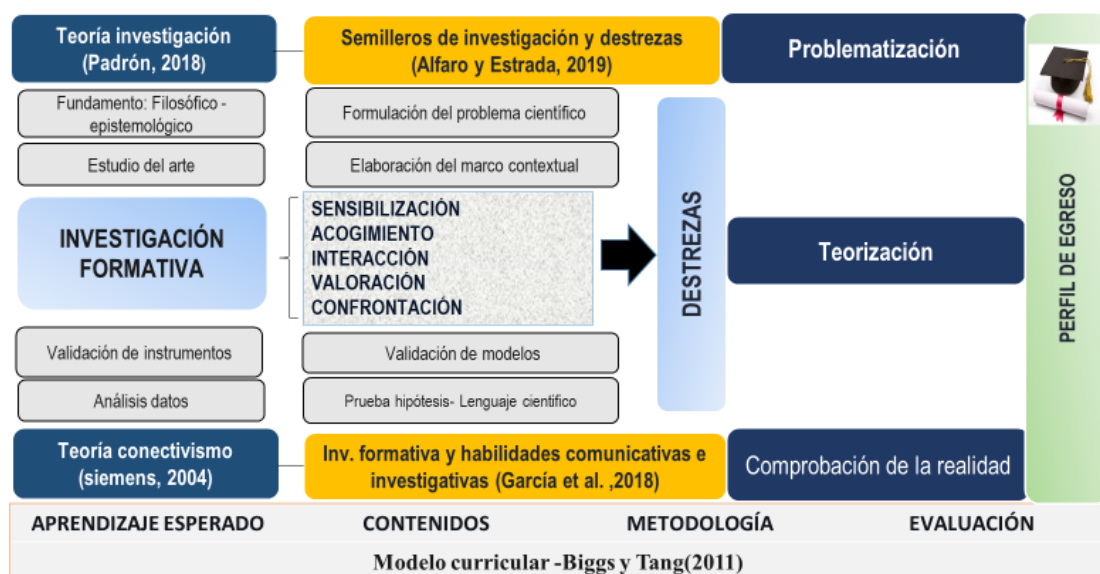 Teoría investigación
(Padrón, 2018)
Semilleros de investigación y destrezas
(Alfaro y Estrada, 2019)
Problematización
Fundamento: Filosófico -
epistemológico
Formulación del problema científico
Estudio del arte
Elaboración del marco contextual
INVESTIGACIÓN
FORMATIVA
SENSIBILIZACIÓN
ACOGIMIENTO
INTERACCIÓN
VALORACIÓN
CONFRONTACIÓN
DESTREZAS
Teorización
PERFIL DE EGRESO
Validación de instrumentos
Validación de modelos
Análisis datos
Prueba hipótesis- Lenguaje científico
Teoría conectivismo
(siemens, 2004)
Inv. formativa y habilidades comunicativas e
investigativas (García et al. ,2018)
Comprobación de la realidad
APRENDIZAJE ESPERADO CONTENIDOS METODOLOGÍA EVALUACIÓN
Modelo curricular -Biggs y Tang(2011)